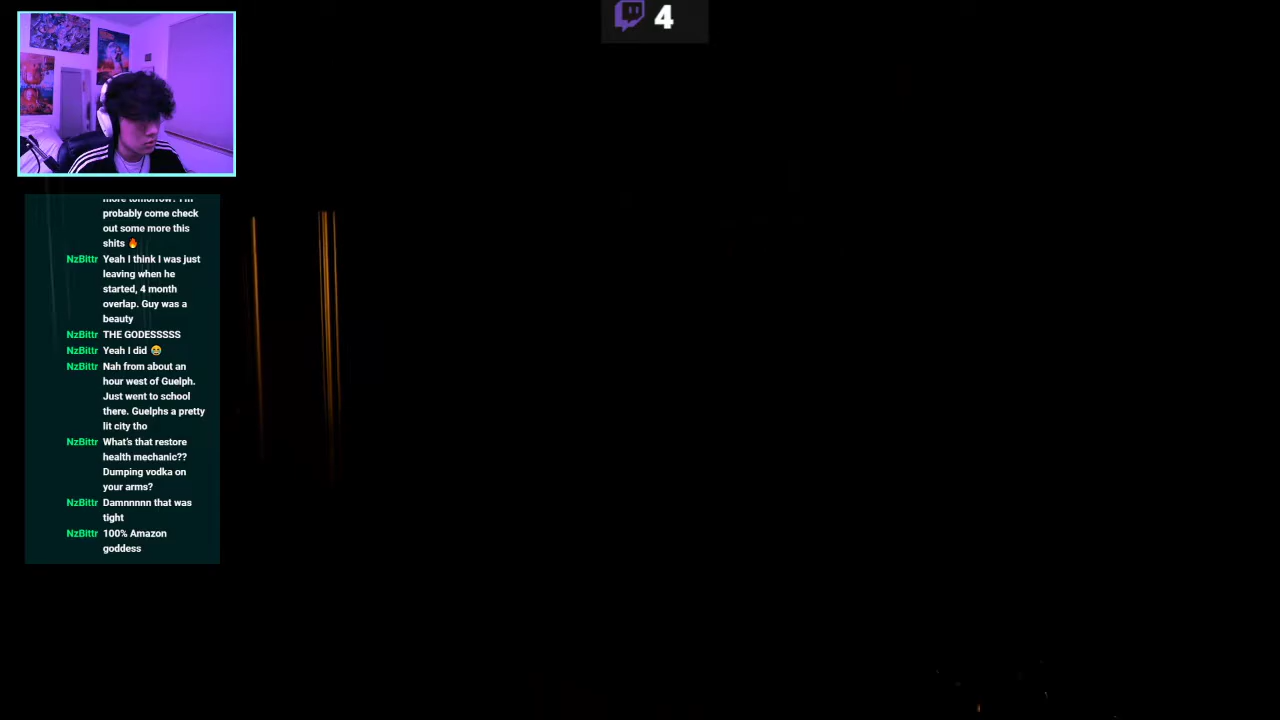 4
more tomorrow? I'm
probably come check
out some more this
shits 🔥
NzBittr Yeah I think I was just
leaving when he
started, 4 month
overlap. Guy was a
beauty
NzBittr THE GODESSSSS
NzBittr Yeah I did 😂
NzBittr Nah from about an
hour west of Guelph.
Just went to school
there. Guelphs a pretty
lit city tho
NzBittr What's that restore
health mechanic??
Dumping vodka on
your arms?
NzBittr Damnnnnn that was
tight
NzBittr 100% Amazon
goddess